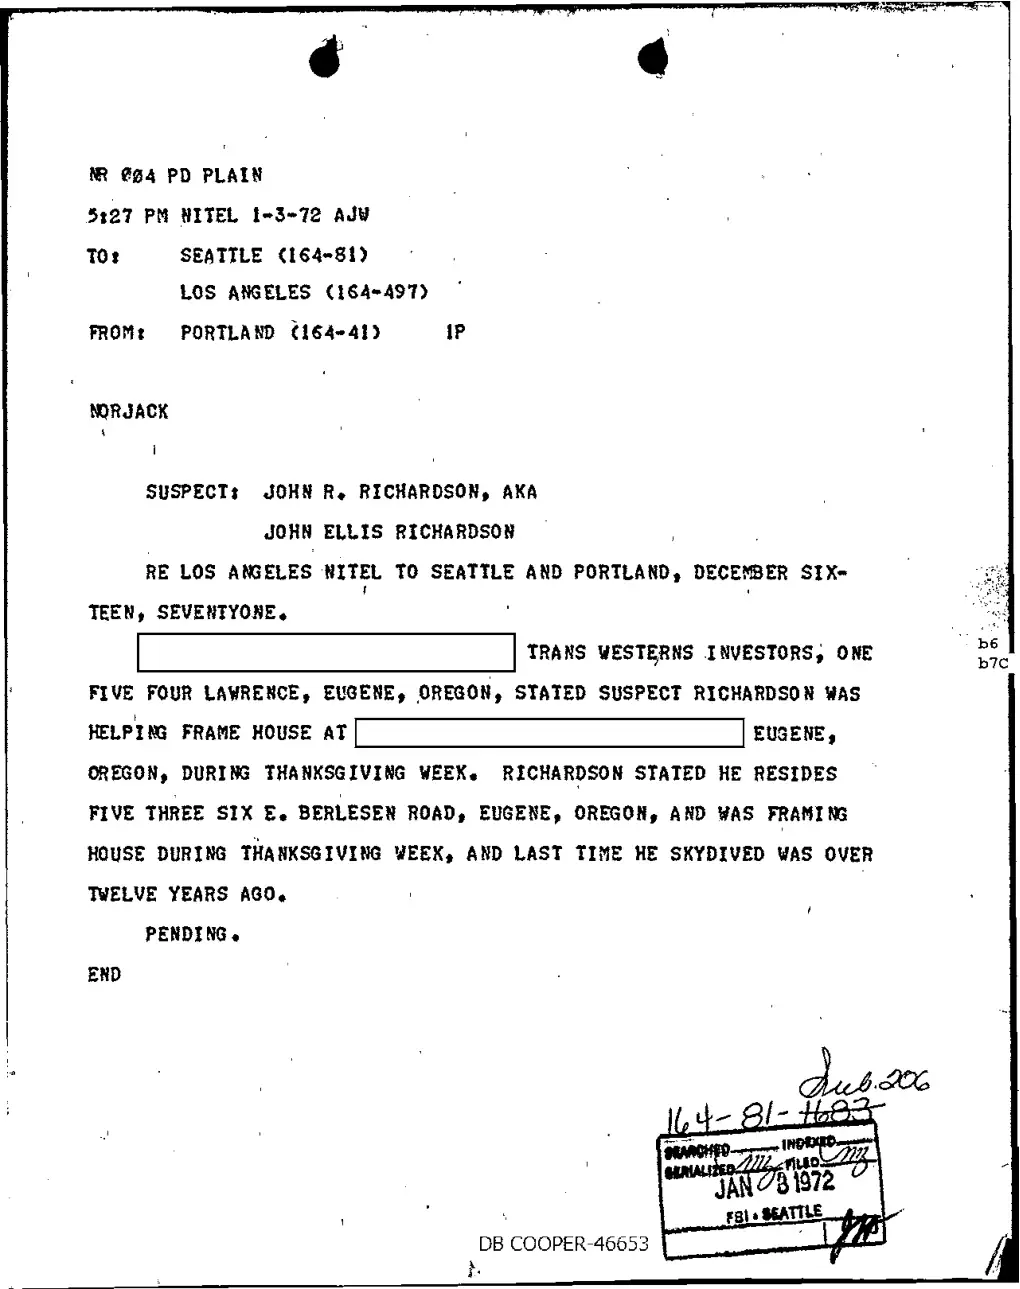 NR 004 PD PLAIN
5:27 PM NITEL 1-3-72 AJW
TO: SEATTLE (164-81)
LOS ANGELES (164-497)
FROM: PORTLAND (164-41) 1P
NORJACK
SUSPECT: JOHN R. RICHARDSON, AKA
JOHN ELLIS RICHARDSON
RE LOS ANGELES NITEL TO SEATTLE AND PORTLAND, DECEMBER SIX-
TEEN, SEVENTYONE.
TRANS WESTERNS INVESTORS, ONE
b6
b7C
FIVE FOUR LAWRENCE, EUGENE, OREGON, STATED SUSPECT RICHARDSON WAS
HELPING FRAME HOUSE AT EUGENE,
OREGON, DURING THANKSGIVING WEEK. RICHARDSON STATED HE RESIDES
FIVE THREE SIX E. BERLESEN ROAD, EUGENE, OREGON, AND WAS FRAMING
HOUSE DURING THANKSGIVING WEEK, AND LAST TIME HE SKYDIVED WAS OVER
TWELVE YEARS AGO.
PENDING.
END
Sub. 206
164-81-1683
SEARCHED INDEXED
SERIALIZED FILED
JAN 3 1972
FBI • SEATTLE
DB COOPER-46653